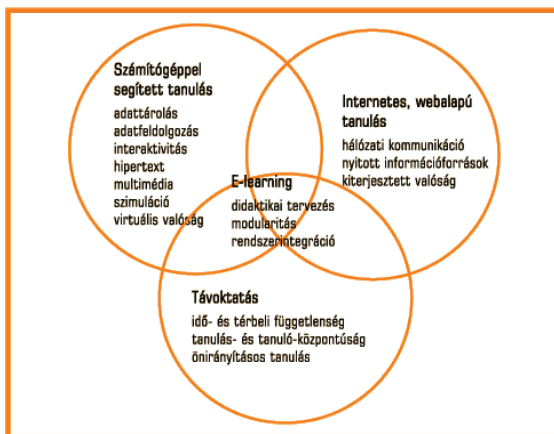 Számítógéppel
segített tanulás
adattárolás
adatfeldolgozás
interaktivitás
hipertext
multimédia
szimuláció
virtuális valóság
Internetes, webalapú
tanulás
hálózati kommunikáció
nyitott információforrások
kiterjesztett valóság
E-learning
didaktikai tervezés
modularitás
rendszerintegráció
Távoktatás
idő- és térbeli függetlenség
tanulás- és tanuló-központúság
önirányításos tanulás